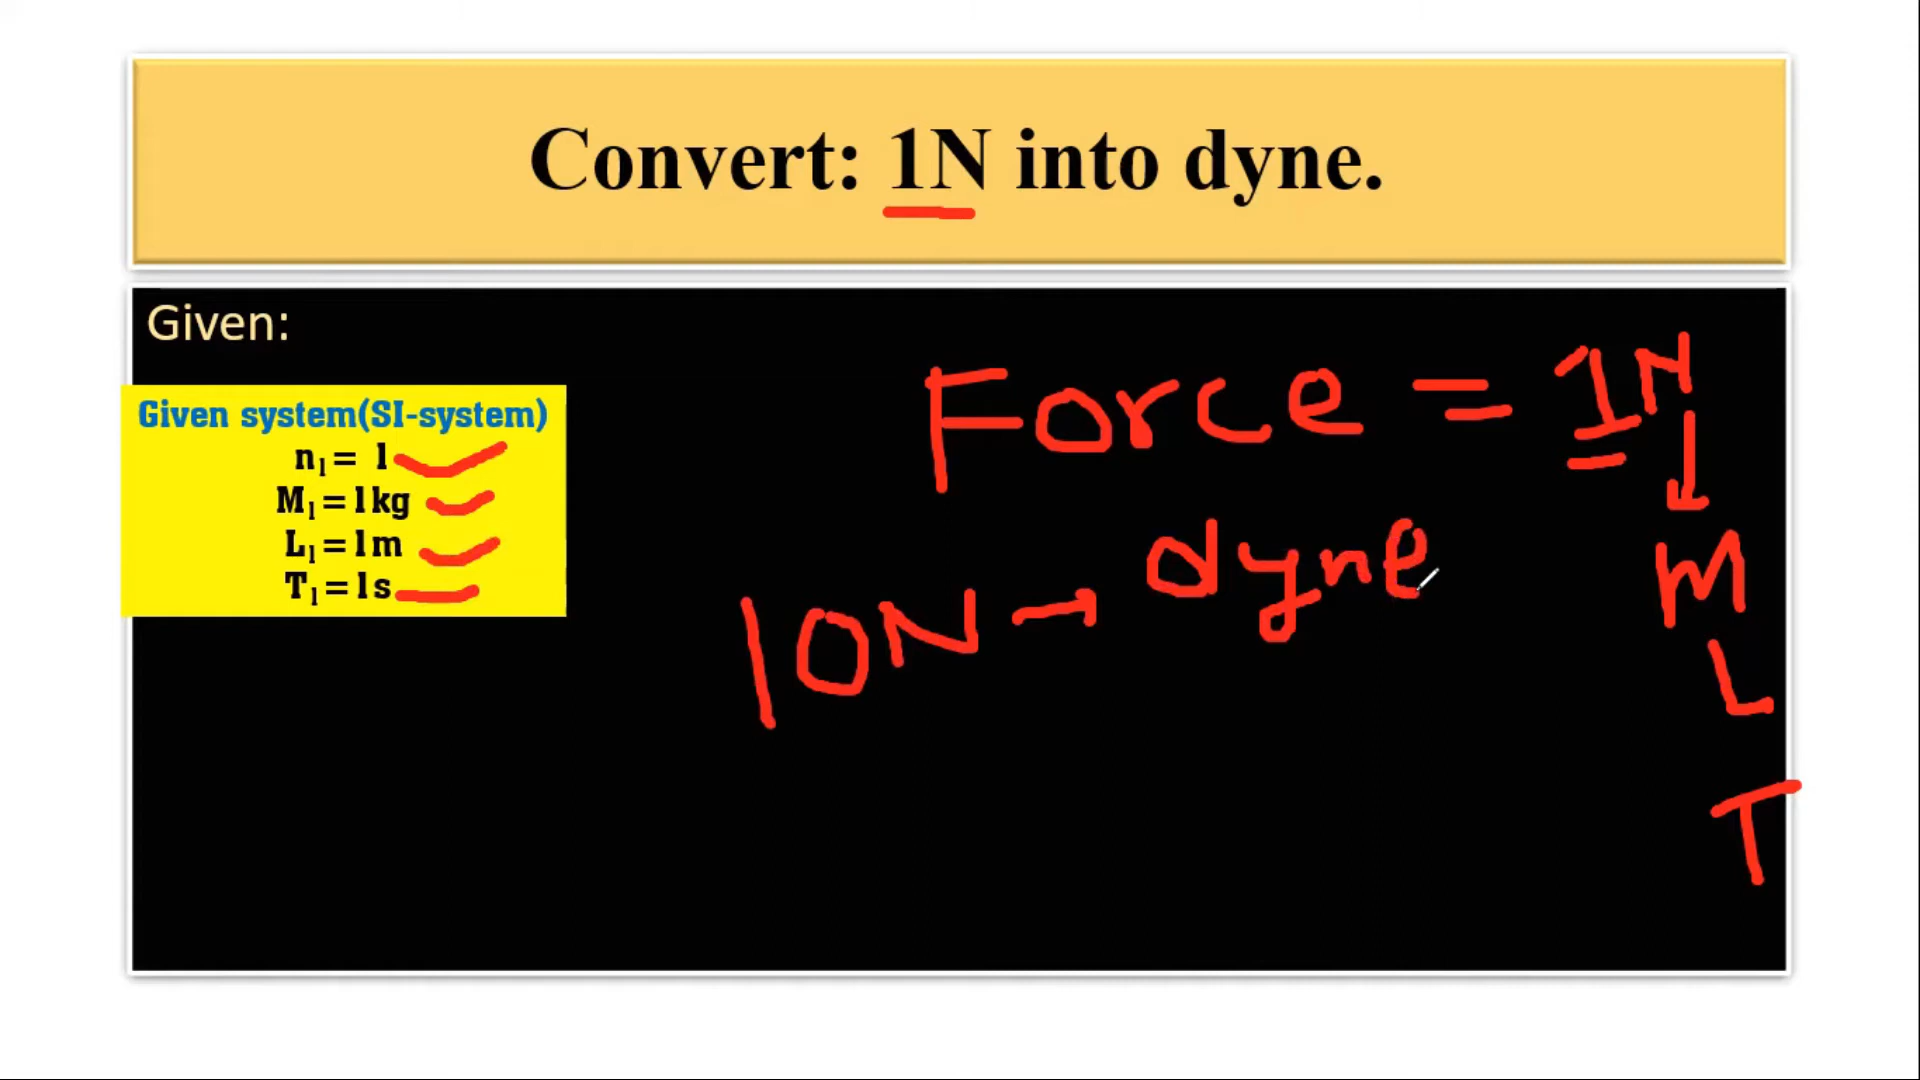 Convert: 1N into dyne.
Given:
Given system(SI-system)
n₁ = 1
M₁ = 1kg
L₁ = 1m
T₁ = 1s
Force = 1N
10N → dyne
M
L
T